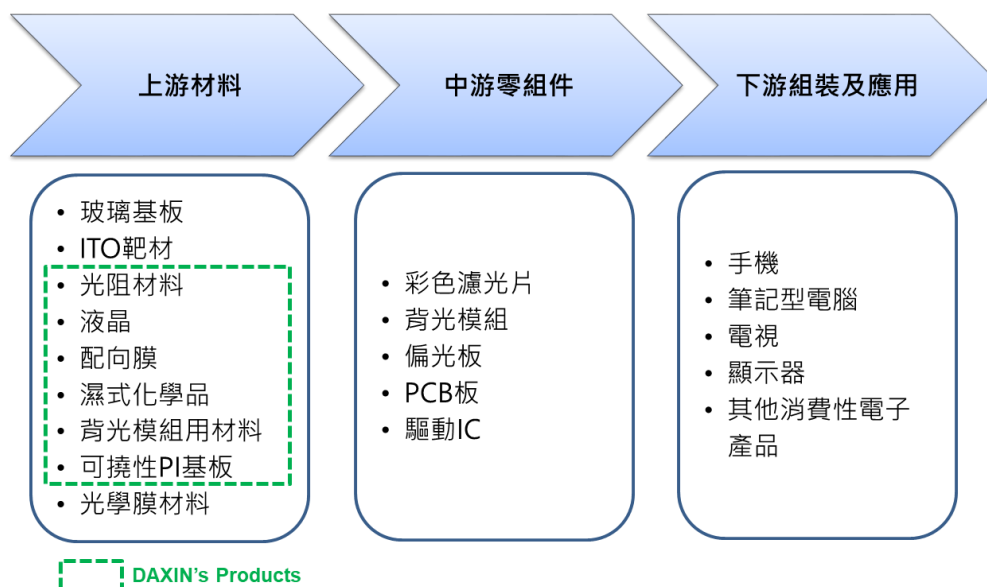 上游材料
中游零組件
下游組裝及應用
• 玻璃基板
• ITO靶材
• 光阻材料
• 液晶
• 配向膜
• 濕式化學品
• 背光模組用材料
• 可撓性PI基板
• 光學膜材料
• 彩色濾光片
• 背光模組
• 偏光板
• PCB板
• 驅動IC
• 手機
• 筆記型電腦
• 電視
• 顯示器
• 其他消費性電子
產品
DAXIN's Products